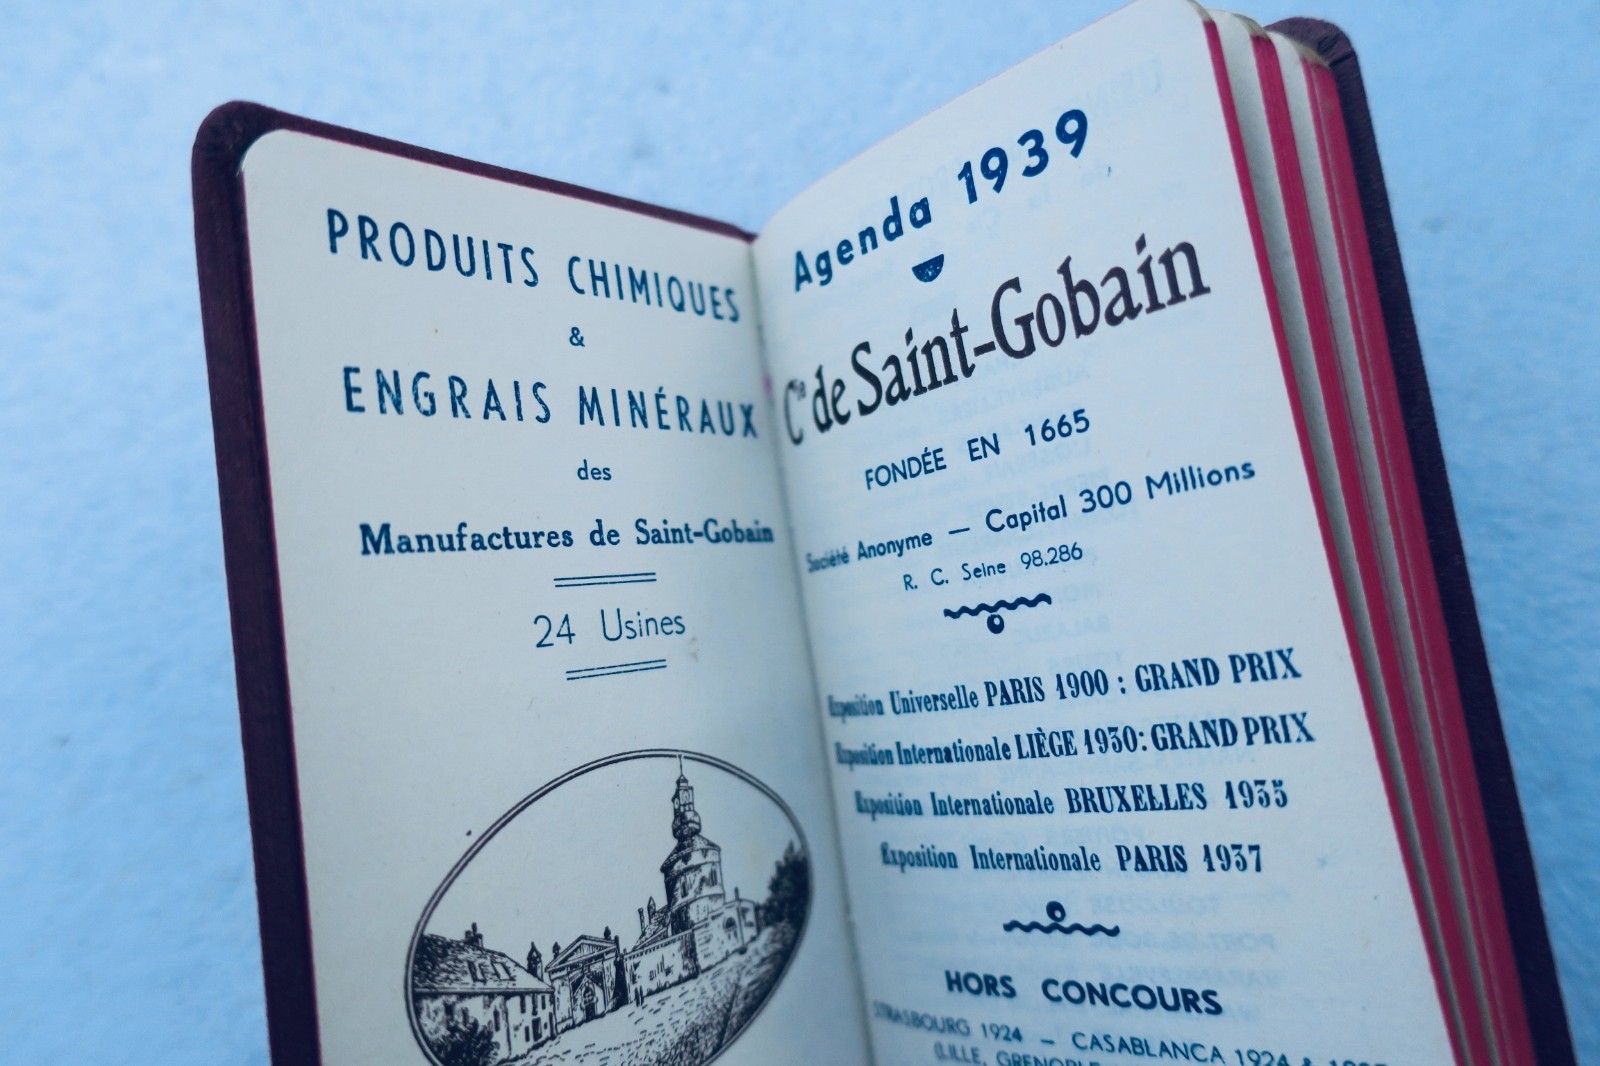 PRODUITS CHIMIQUES
&
ENGRAIS MINÉRAUX
des
Manufactures de Saint-Gobain
24 Usines
Agenda 1939
Cie de Saint-Gobain
FONDÉE EN 1665
Société Anonyme — Capital 300 Millions
R. C. Seine 98.286
Exposition Universelle PARIS 1900 : GRAND PRIX
Exposition Internationale LIÈGE 1930 : GRAND PRIX
Exposition Internationale BRUXELLES 1935
Exposition Internationale PARIS 1937
HORS CONCOURS
STRASBOURG 1924 — CASABLANCA 1924 &
(LILLE, GRENOBLE